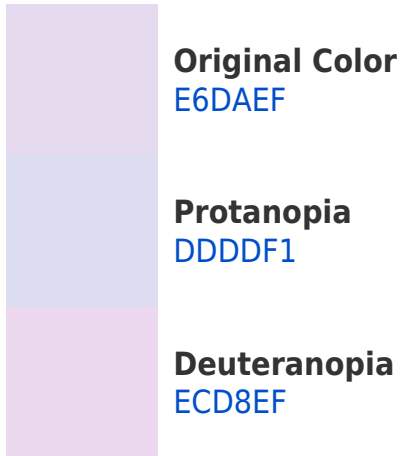 Original Color
E6DAEF
Protanopia
DDDDF1
Deuteranopia
ECD8EF